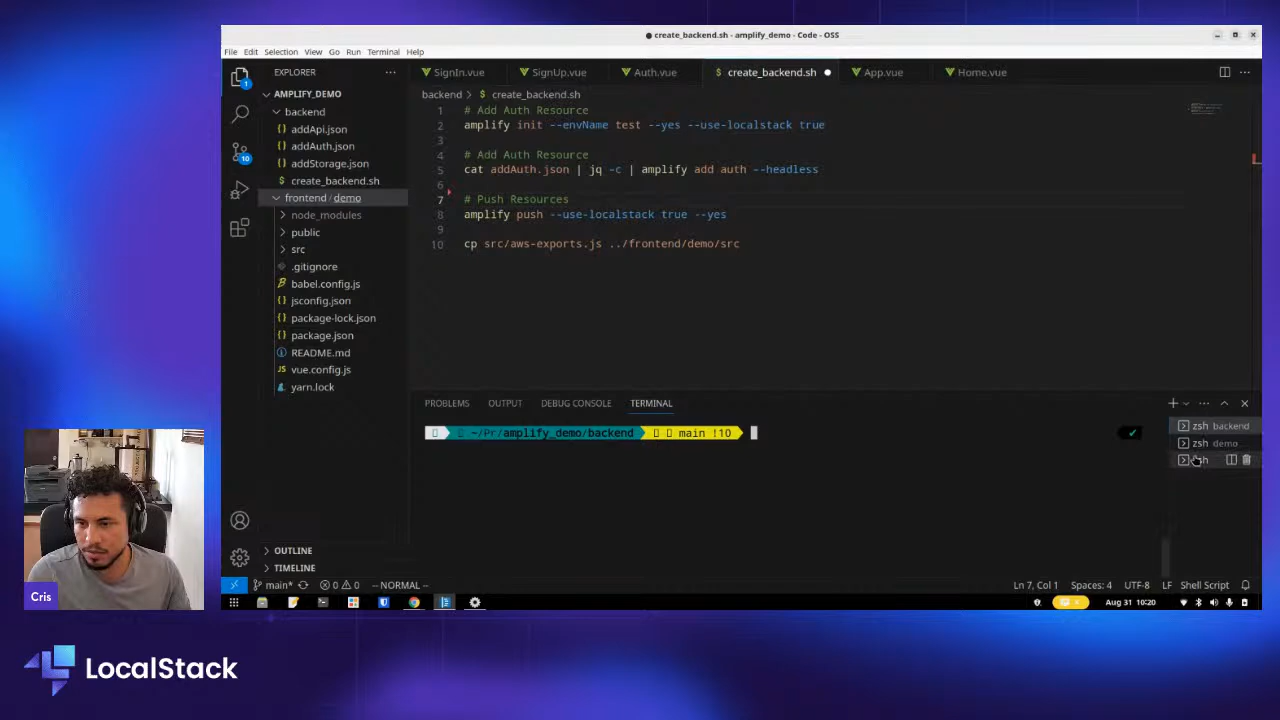 create_backend.sh - amplify_demo - Code - OSS
File Edit Selection View Go Run Terminal Help
EXPLORER
SignIn.vue
SignUp.vue
Auth.vue
create_backend.sh
App.vue
Home.vue
AMPLIFY_DEMO
backend
addApi.json
addAuth.json
addStorage.json
create_backend.sh
frontend / demo
node_modules
public
src
.gitignore
babel.config.js
jsconfig.json
package-lock.json
package.json
README.md
vue.config.js
yarn.lock
OUTLINE
TIMELINE
backend > create_backend.sh
1 # Add Auth Resource
2 amplify init --envName test --yes --use-localstack true
3
4 # Add Auth Resource
5 cat addAuth.json | jq -c | amplify add auth --headless
6
7 # Push Resources
8 amplify push --use-localstack true --yes
9
10 cp src/aws-exports.js ../frontend/demo/src
PROBLEMS OUTPUT DEBUG CONSOLE TERMINAL
~/Pr/amplify_demo/backend main !10
zsh backend
zsh demo...
1
10
main* 0 0 -- NORMAL --
Ln 7, Col 1 Spaces: 4 UTF-8 LF Shell Script
Aug 31 10:20
Cris
LocalStack